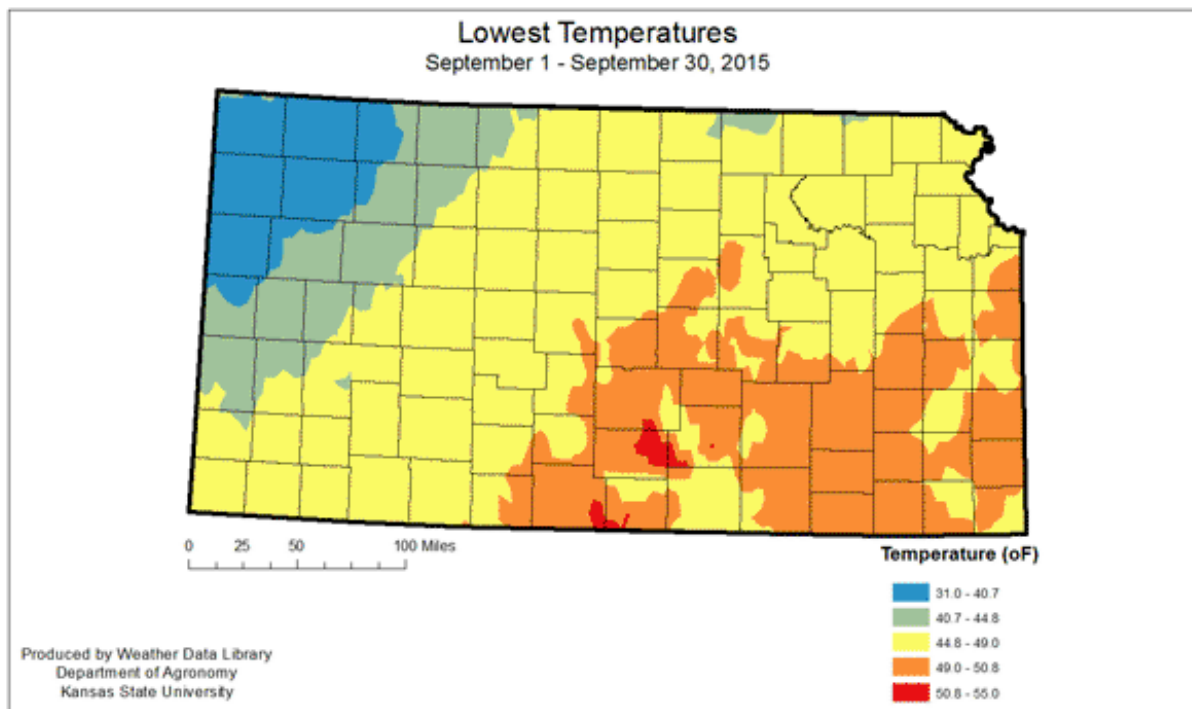 Lowest Temperatures
September 1 - September 30, 2015
0 25 50 100 Miles
Temperature (oF)
31.0 - 40.7
40.7 - 44.8
44.8 - 49.0
49.0 - 50.8
50.8 - 55.0
Produced by Weather Data Library
Department of Agronomy
Kansas State University